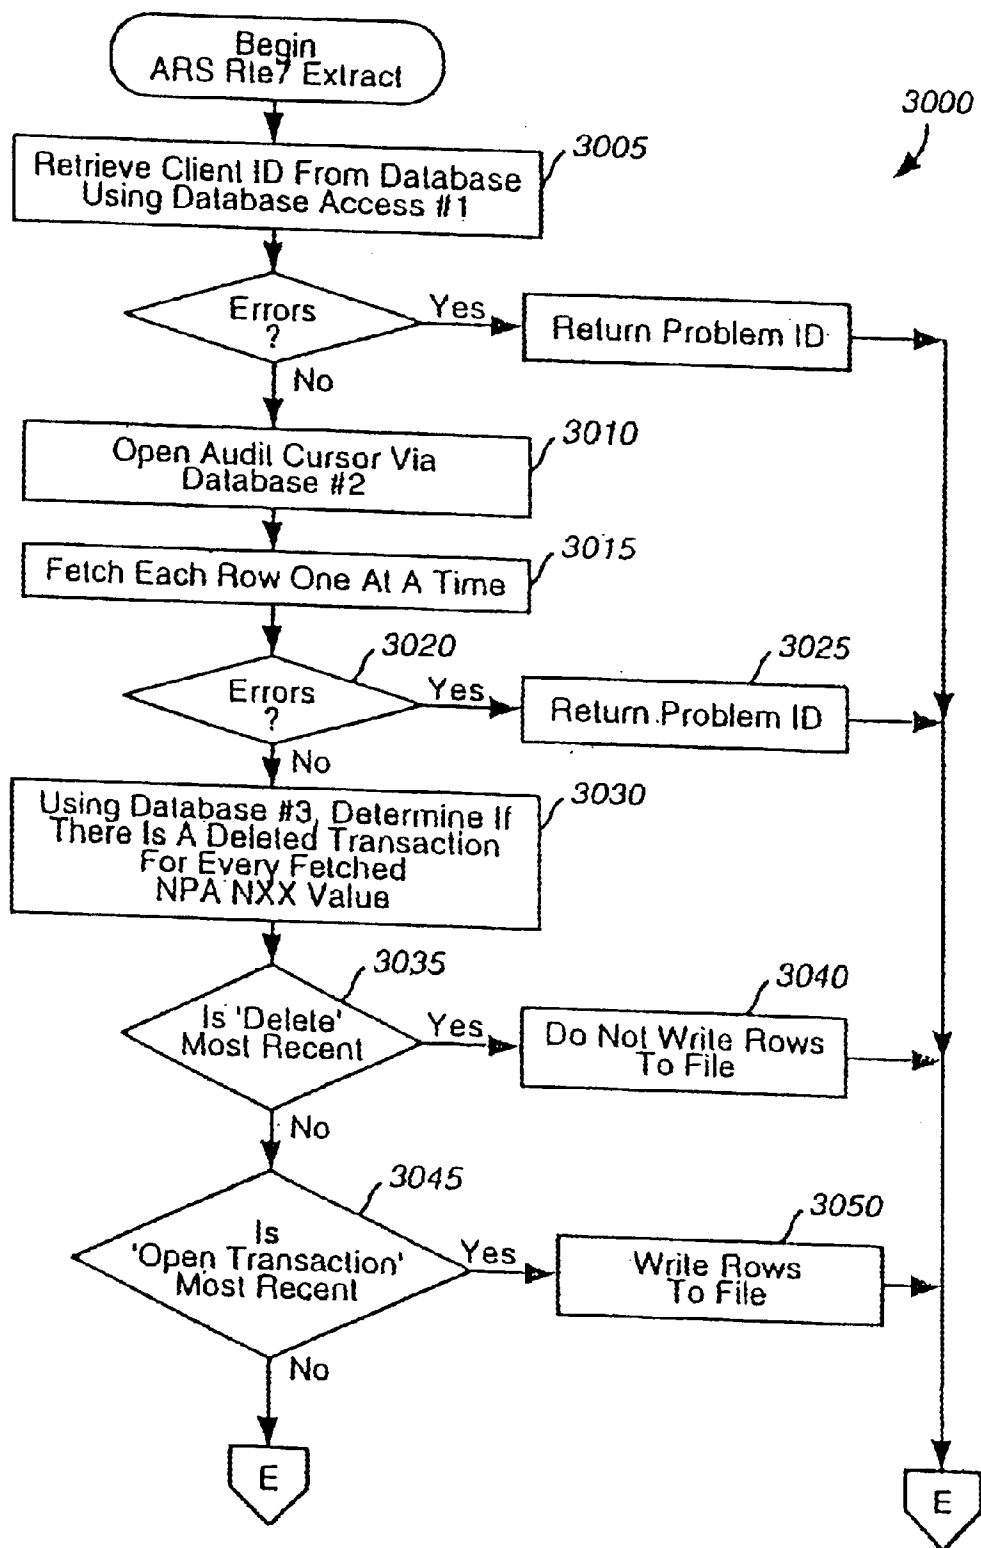 Begin
ARS Rte7 Extract
3000
3005
Retrieve Client ID From Database
Using Database Access #1
Errors
?
Yes
Return Problem ID
No
3010
Open Audit Cursor Via
Database #2
3015
Fetch Each Row One At A Time
3020
Errors
?
Yes
3025
Return Problem ID
No
3030
Using Database #3, Determine If
There Is A Deleted Transaction
For Every Fetched
NPA NXX Value
3035
Is 'Delete'
Most Recent
Yes
3040
Do Not Write Rows
To File
No
3045
Is
'Open Transaction'
Most Recent
Yes
3050
Write Rows
To File
No
E
E